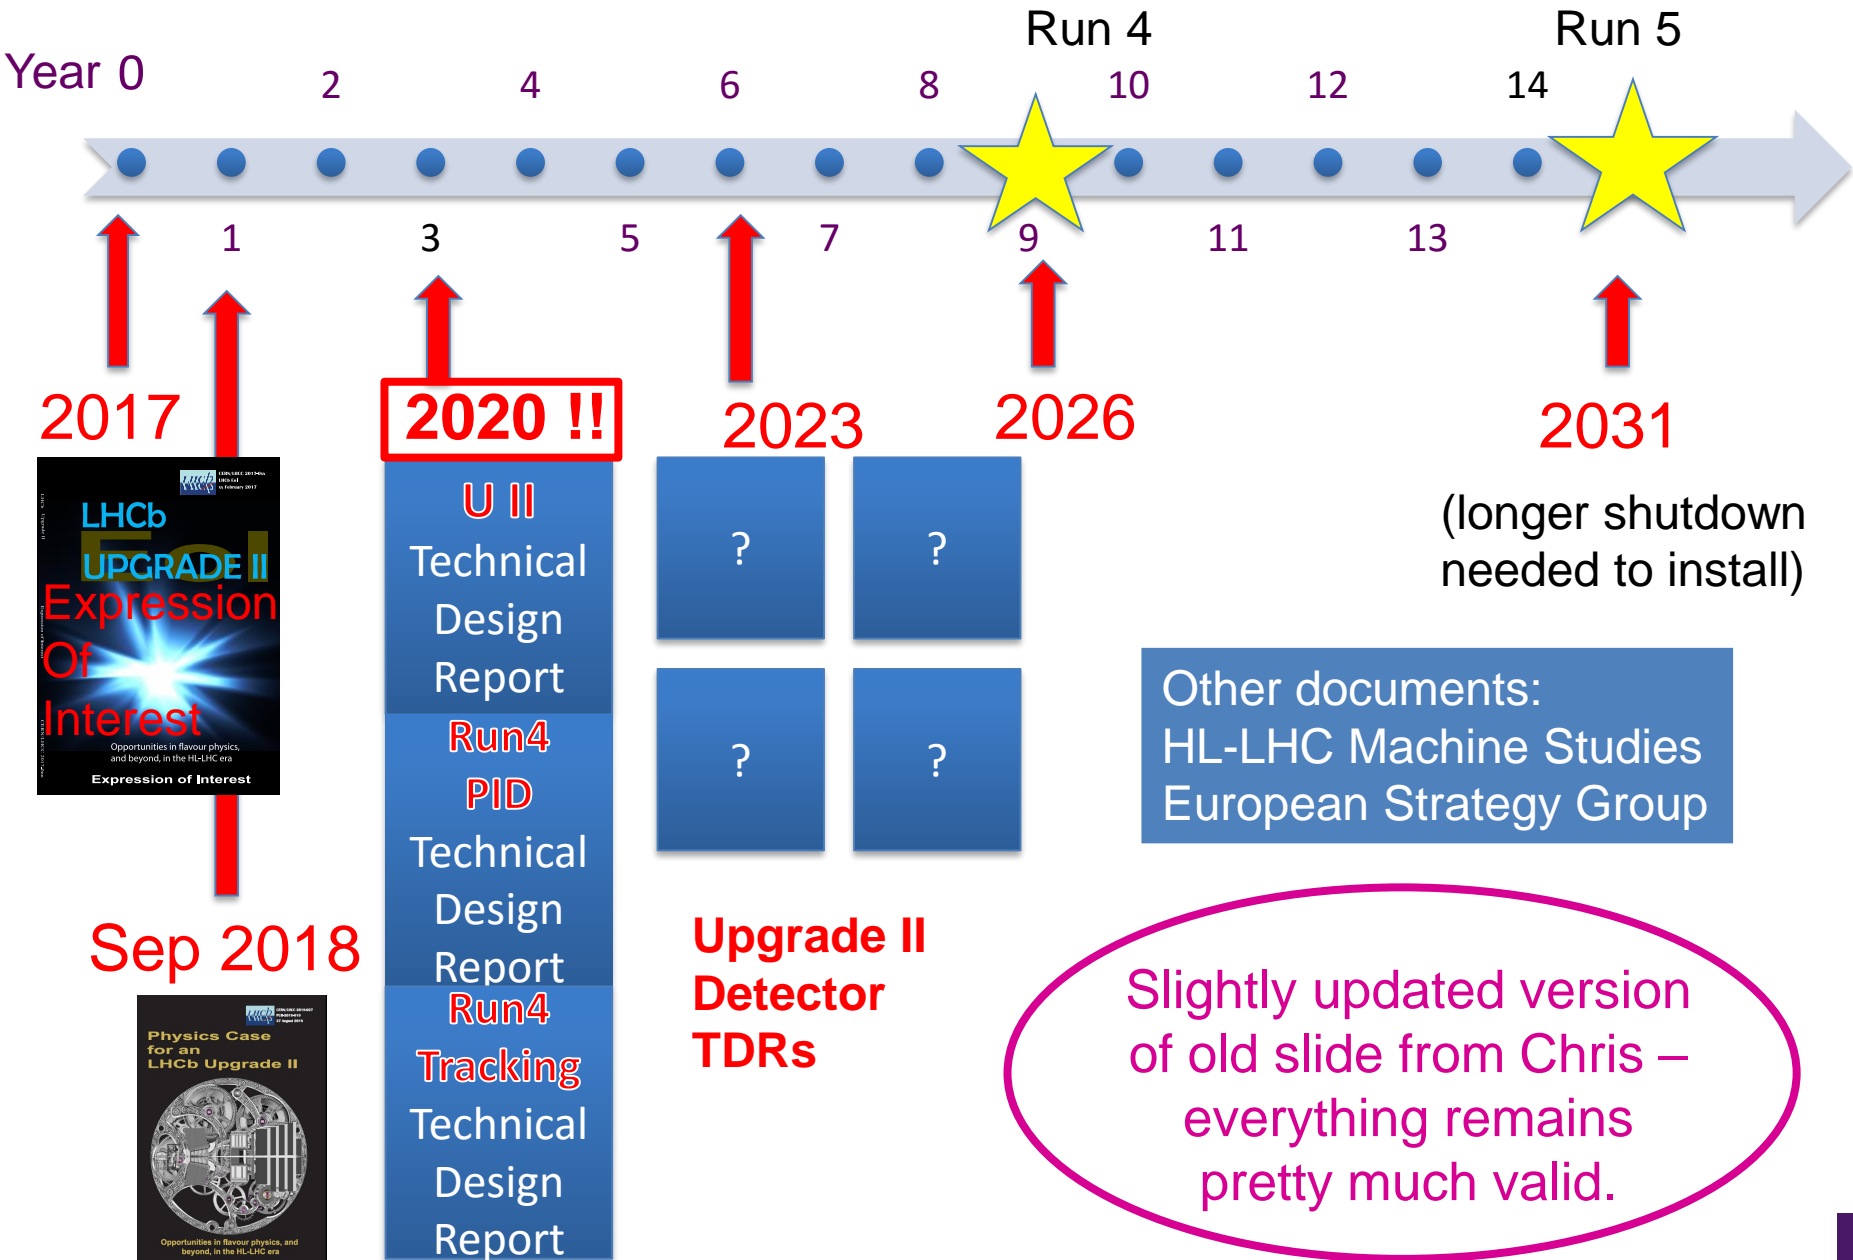 Run 4
Run 5
Year 0
2
4
6
8
10
12
14
1
3
5
7
9
11
13
2017
2020 !!
2023
2026
2031
(longer shutdown
needed to install)
LHCb
EoI
UPGRADE II
Expression
Of
Interest
Opportunities in flavour physics,
and beyond, in the HL-LHC era
Expression of Interest
Sep 2018
Physics Case
for an
LHCb Upgrade II
Opportunities in flavour physics, and
beyond, in the HL-LHC era
U II
Technical
Design
Report
Run4
PID
Technical
Design
Report
Run4
Tracking
Technical
Design
Report
?
?
?
?
Upgrade II
Detector
TDRs
Other documents:
HL-LHC Machine Studies
European Strategy Group
Slightly updated version
of old slide from Chris –
everything remains
pretty much valid.